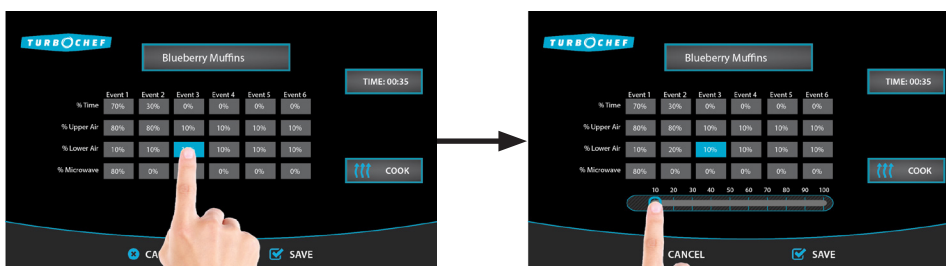 TURBOCHEF
Blueberry Muffins
TIME: 00:35
Event 1 Event 2 Event 3 Event 4 Event 5 Event 6
% Time 70% 30% 0% 0% 0% 0%
% Upper Air 80% 80% 10% 10% 10% 10%
% Lower Air 10% 10% 10% 10% 10%
% Microwave 80% 0% 0% 0% 0%
COOK
SAVE
TURBOCHEF
Blueberry Muffins
TIME: 00:35
Event 1 Event 2 Event 3 Event 4 Event 5 Event 6
% Time 70% 30% 0% 0% 0% 0%
% Upper Air 80% 80% 10% 10% 10% 10%
% Lower Air 10% 20% 10% 10% 10% 10%
% Microwave 80% 0% 0% 0% 0% 0%
COOK
10 20 30 40 50 60 70 80 90 100
CANCEL SAVE